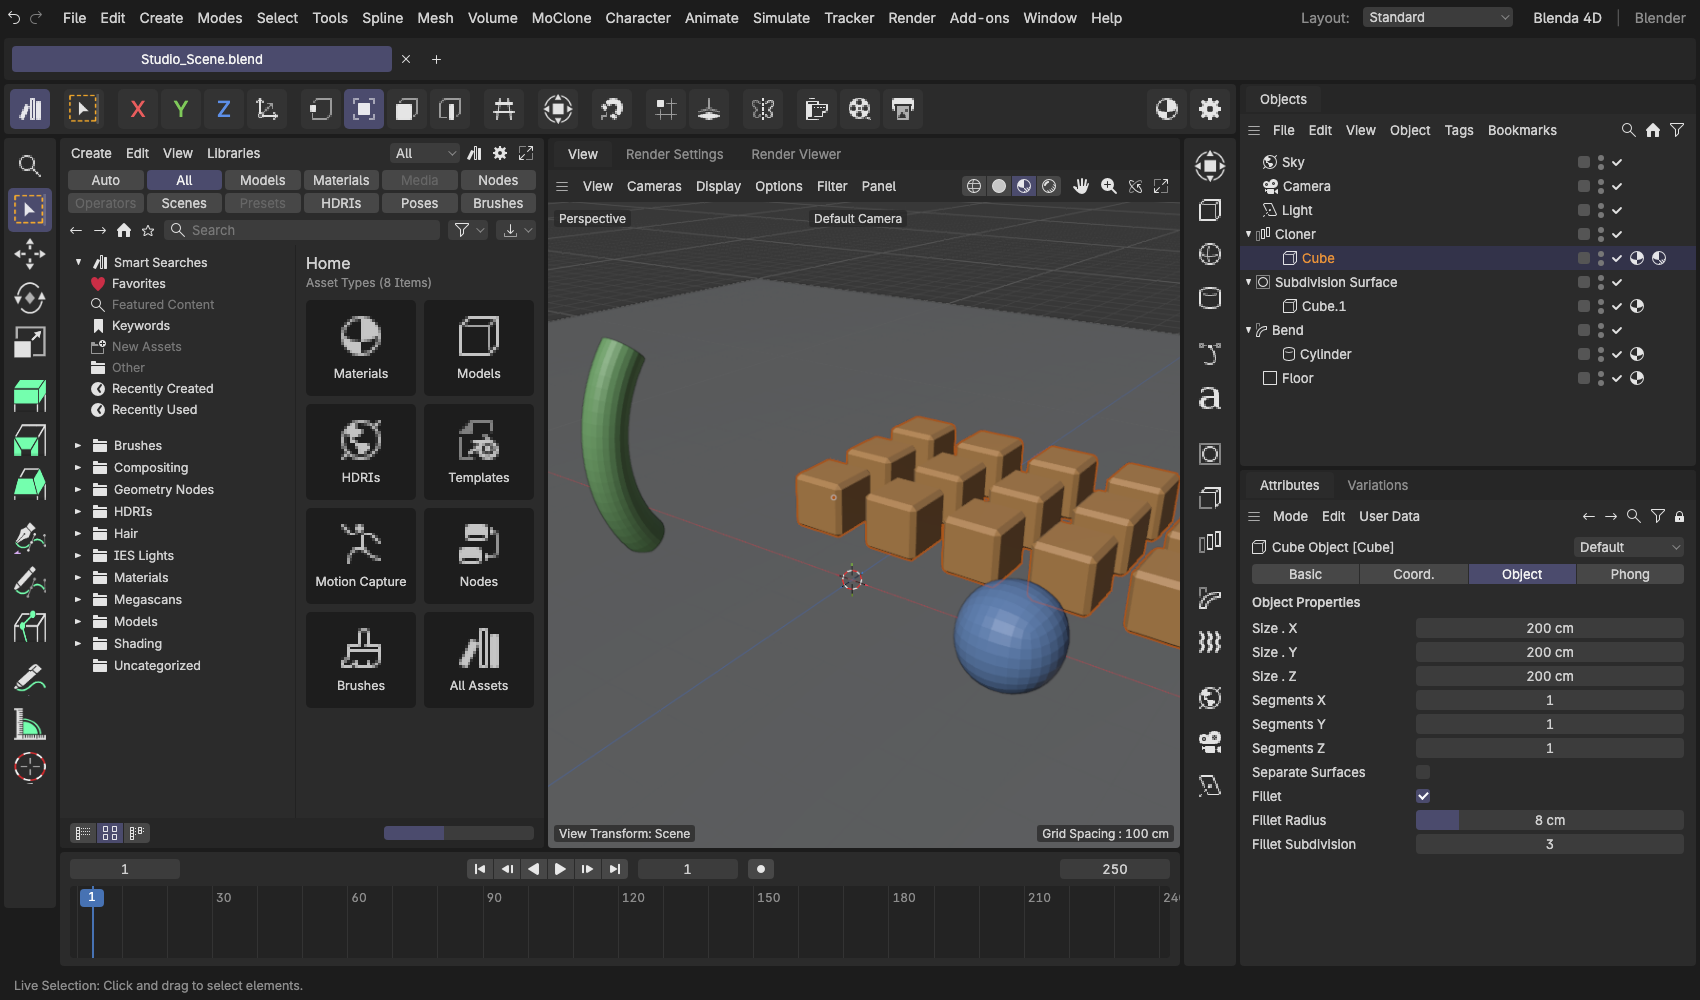 File Edit Create Modes Select Tools Spline Mesh Volume MoClone Character Animate Simulate Tracker Render Add-ons Window Help Layout: Standard Blenda 4D Blender
Studio_Scene.blend
X Y Z
Objects
File Edit View Object Tags Bookmarks
Sky
Camera
Light
Cloner
Cube
Subdivision Surface
Cube.1
Bend
Cylinder
Floor
Create Edit View Libraries All
Auto All Models Materials Media Nodes
Operators Scenes Presets HDRIs Poses Brushes
Search
Smart Searches
Favorites
Featured Content
Keywords
New Assets
Other
Recently Created
Recently Used
Brushes
Compositing
Geometry Nodes
HDRIs
Hair
IES Lights
Materials
Megascans
Models
Shading
Uncategorized
Home
Asset Types (8 Items)
Materials Models
HDRIs Templates
Motion Capture Nodes
Brushes All Assets
View Render Settings Render Viewer
View Cameras Display Options Filter Panel
Perspective Default Camera
View Transform: Scene Grid Spacing : 100 cm
a
Attributes Variations
Mode Edit User Data
Cube Object [Cube] Default
Basic Coord. Object Phong
Object Properties
Size . X 200 cm
Size . Y 200 cm
Size . Z 200 cm
Segments X 1
Segments Y 1
Segments Z 1
Separate Surfaces
Fillet
Fillet Radius 8 cm
Fillet Subdivision 3
1 1 250
1 30 60 90 120 150 180 210
Live Selection: Click and drag to select elements.